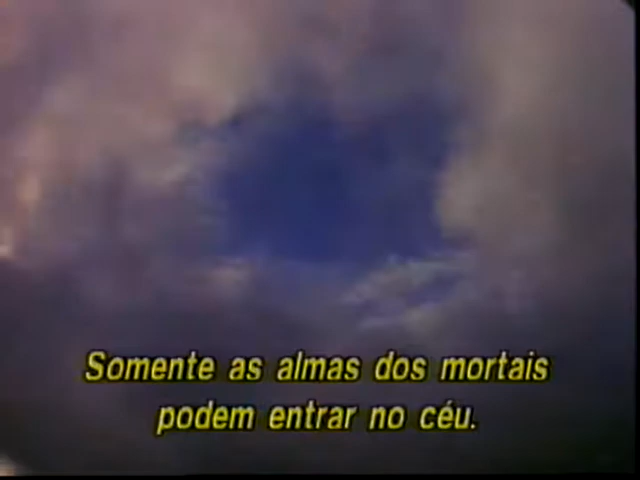 Somente as almas dos mortais
podem entrar no céu.